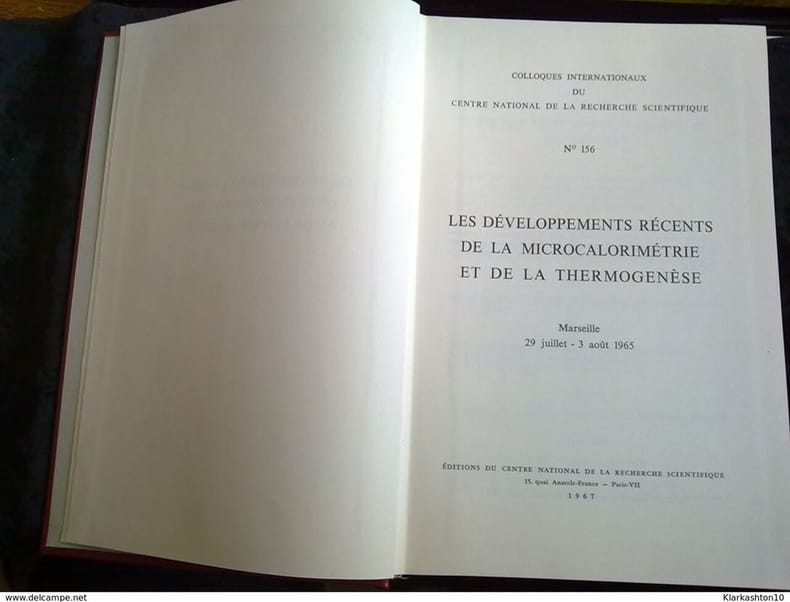 COLLOQUES INTERNATIONAUX
DU
CENTRE NATIONAL DE LA RECHERCHE SCIENTIFIQUE
Nº 156
LES DÉVELOPPEMENTS RÉCENTS
DE LA MICROCALORIMÉTRIE
ET DE LA THERMOGENÈSE
Marseille
29 juillet - 3 août 1965
ÉDITIONS DU CENTRE NATIONAL DE LA RECHERCHE SCIENTIFIQUE
15, quai Anatole-France — Paris-VII
1967
www.delcampe.net
Klarkashton10